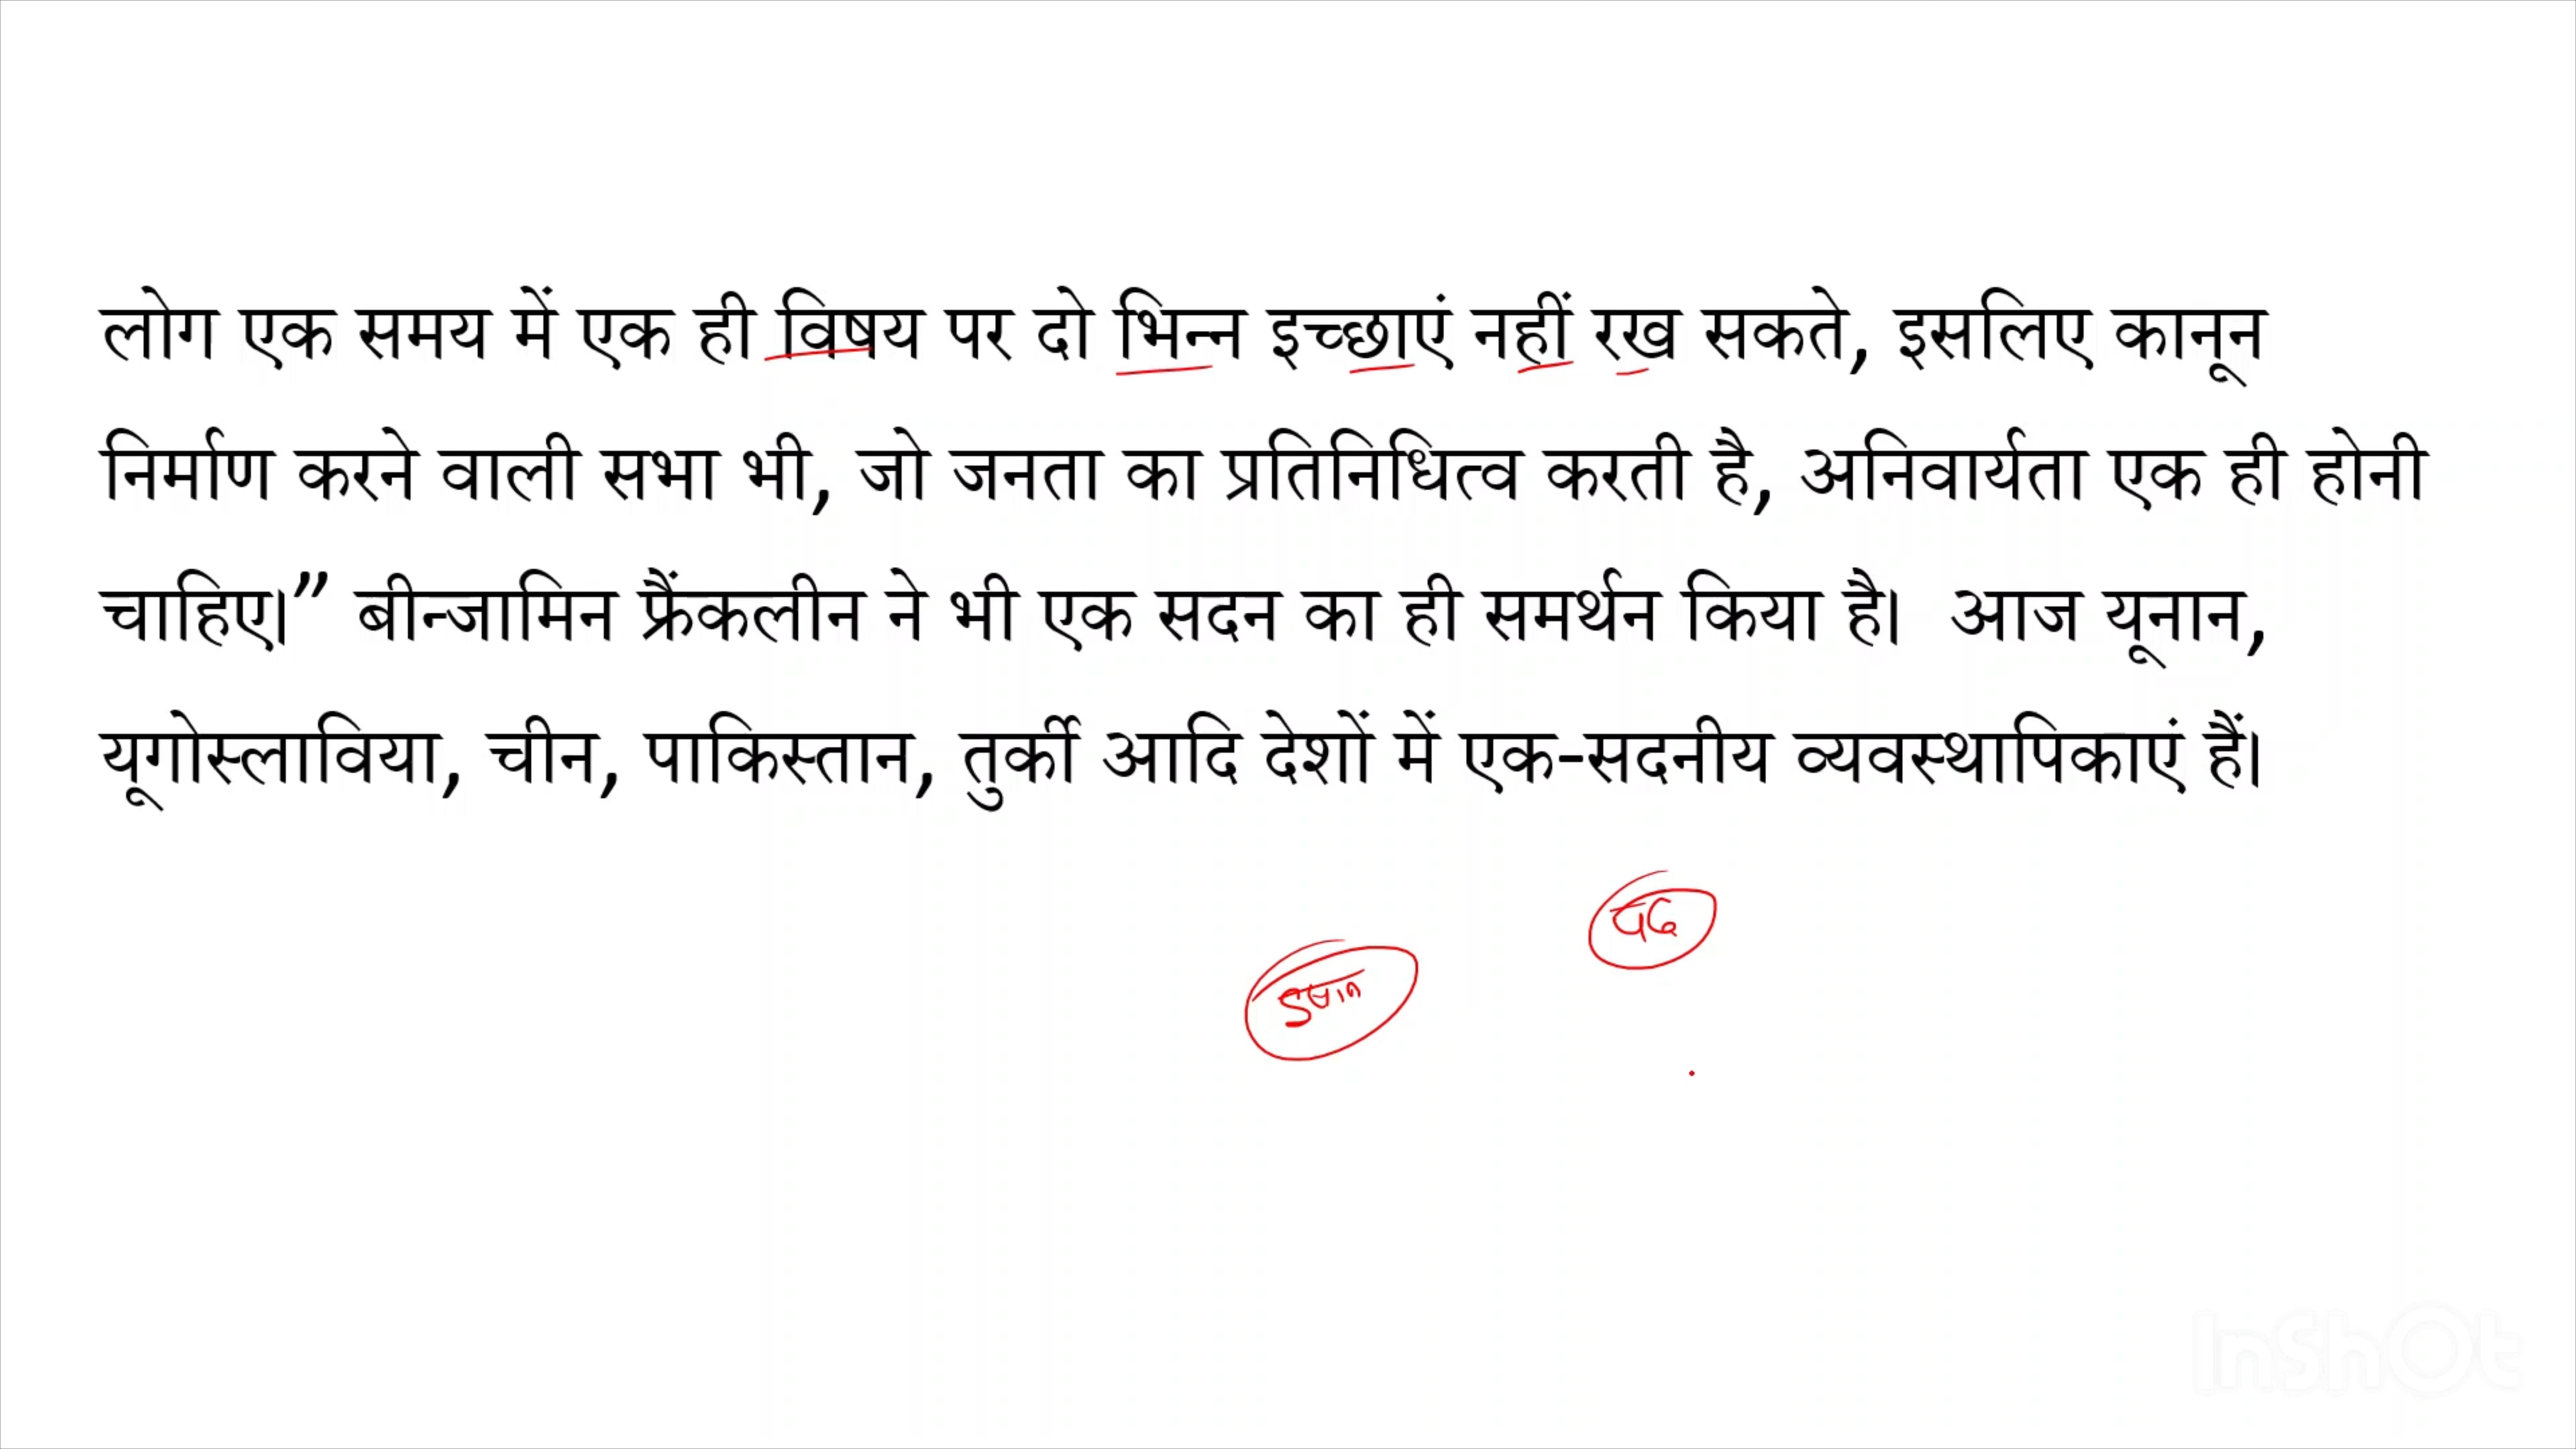 लोग एक समय में एक ही विषय पर दो भिन्न इच्छाएं नहीं रख सकते, इसलिए कानून
निर्माण करने वाली सभा भी, जो जनता का प्रतिनिधित्व करती है, अनिवार्यता एक ही होनी
चाहिए।” बीन्जामिन फ्रैंकलीन ने भी एक सदन का ही समर्थन किया है। आज यूनान,
यूगोस्लाविया, चीन, पाकिस्तान, तुर्की आदि देशों में एक-सदनीय व्यवस्थापिकाएं हैं।
InShOt